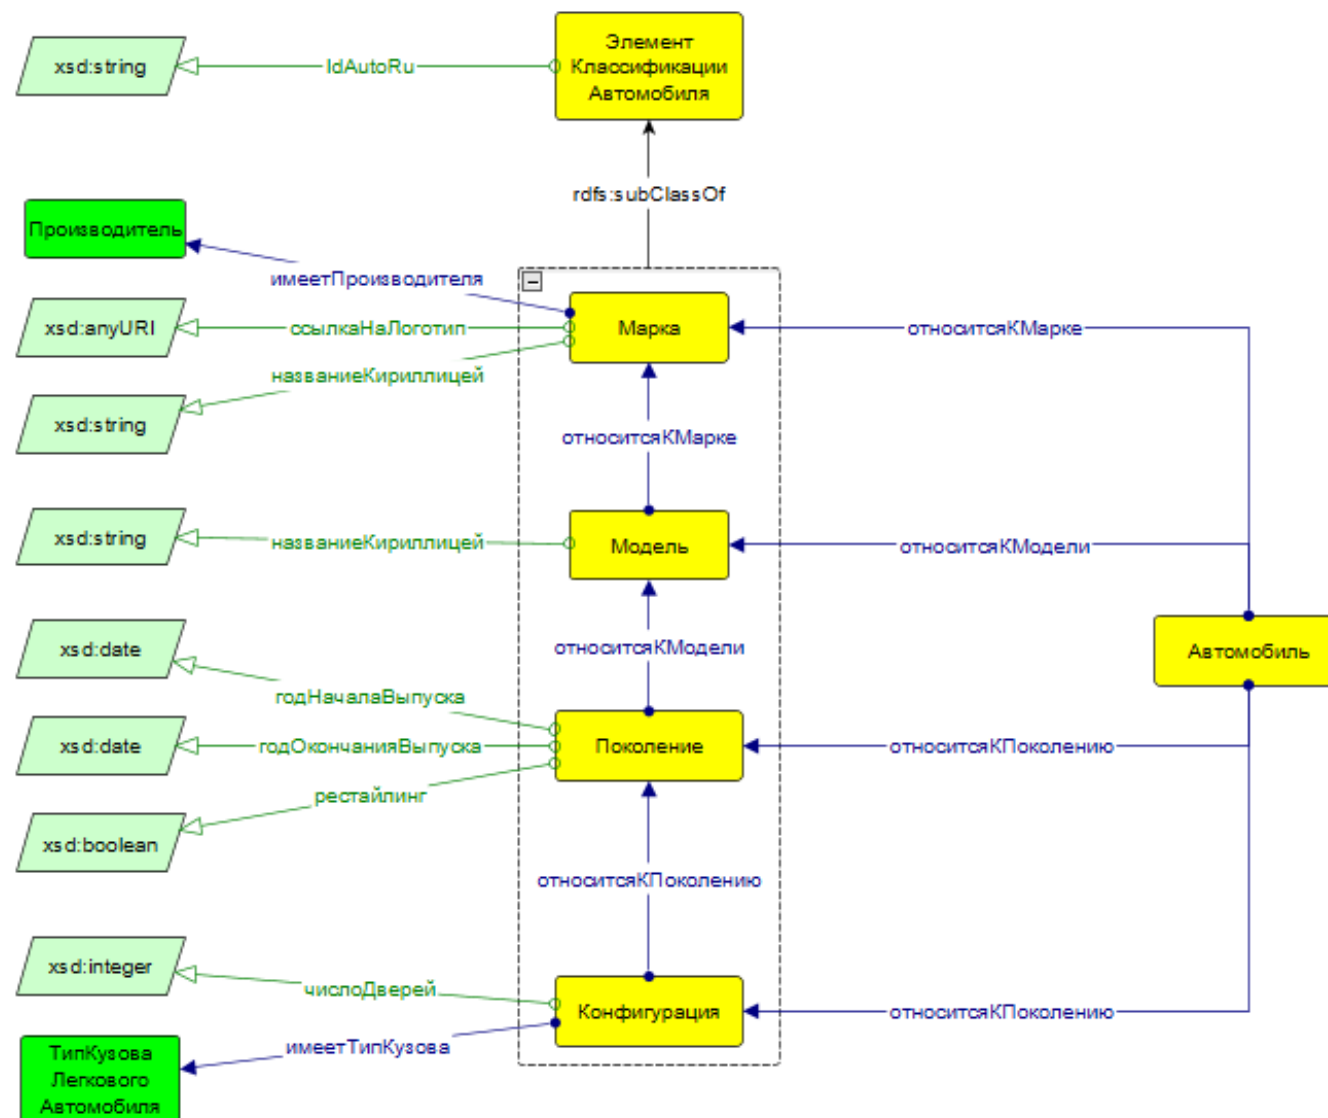 Элемент
Классификации
Автомобиля
xsd:string
IdAutoRu
rdfs:subClassOf
Производитель
имеетПроизводителя
xsd:anyURI
ссылкаНаЛоготип
Марка
относитсяКМарке
названиеКириллицей
xsd:string
относитсяКМарке
xsd:string
названиеКириллицей
Модель
относитсяКМодели
xsd:date
относитсяКМодели
Автомобиль
годНачалаВыпуска
xsd:date
годОкончанияВыпуска
Поколение
относитсяКПоколению
рестайлинг
xsd:boolean
относитсяКПоколению
xsd:integer
числоДверей
Конфигурация
относитсяКПоколению
имеетТипКузова
ТипКузова
Легкового
Автомобиля